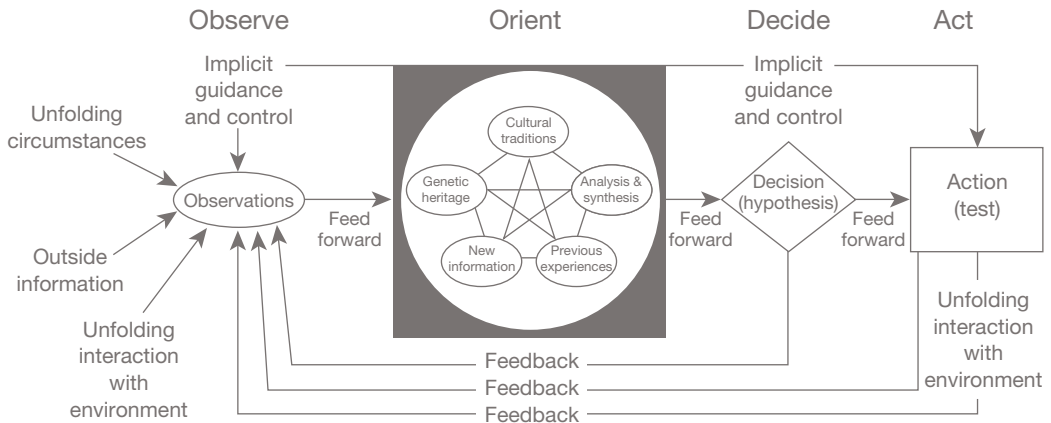 Observe
Orient
Decide
Act
Implicit
guidance
and control
Unfolding
circumstances
Observations
Outside
information
Unfolding
interaction
with
environment
Feed
forward
Cultural
traditions
Genetic
heritage
Analysis &
synthesis
New
information
Previous
experiences
Feed
forward
Implicit
guidance
and control
Decision
(hypothesis)
Feed
forward
Action
(test)
Unfolding
interaction
with
environment
Feedback
Feedback
Feedback